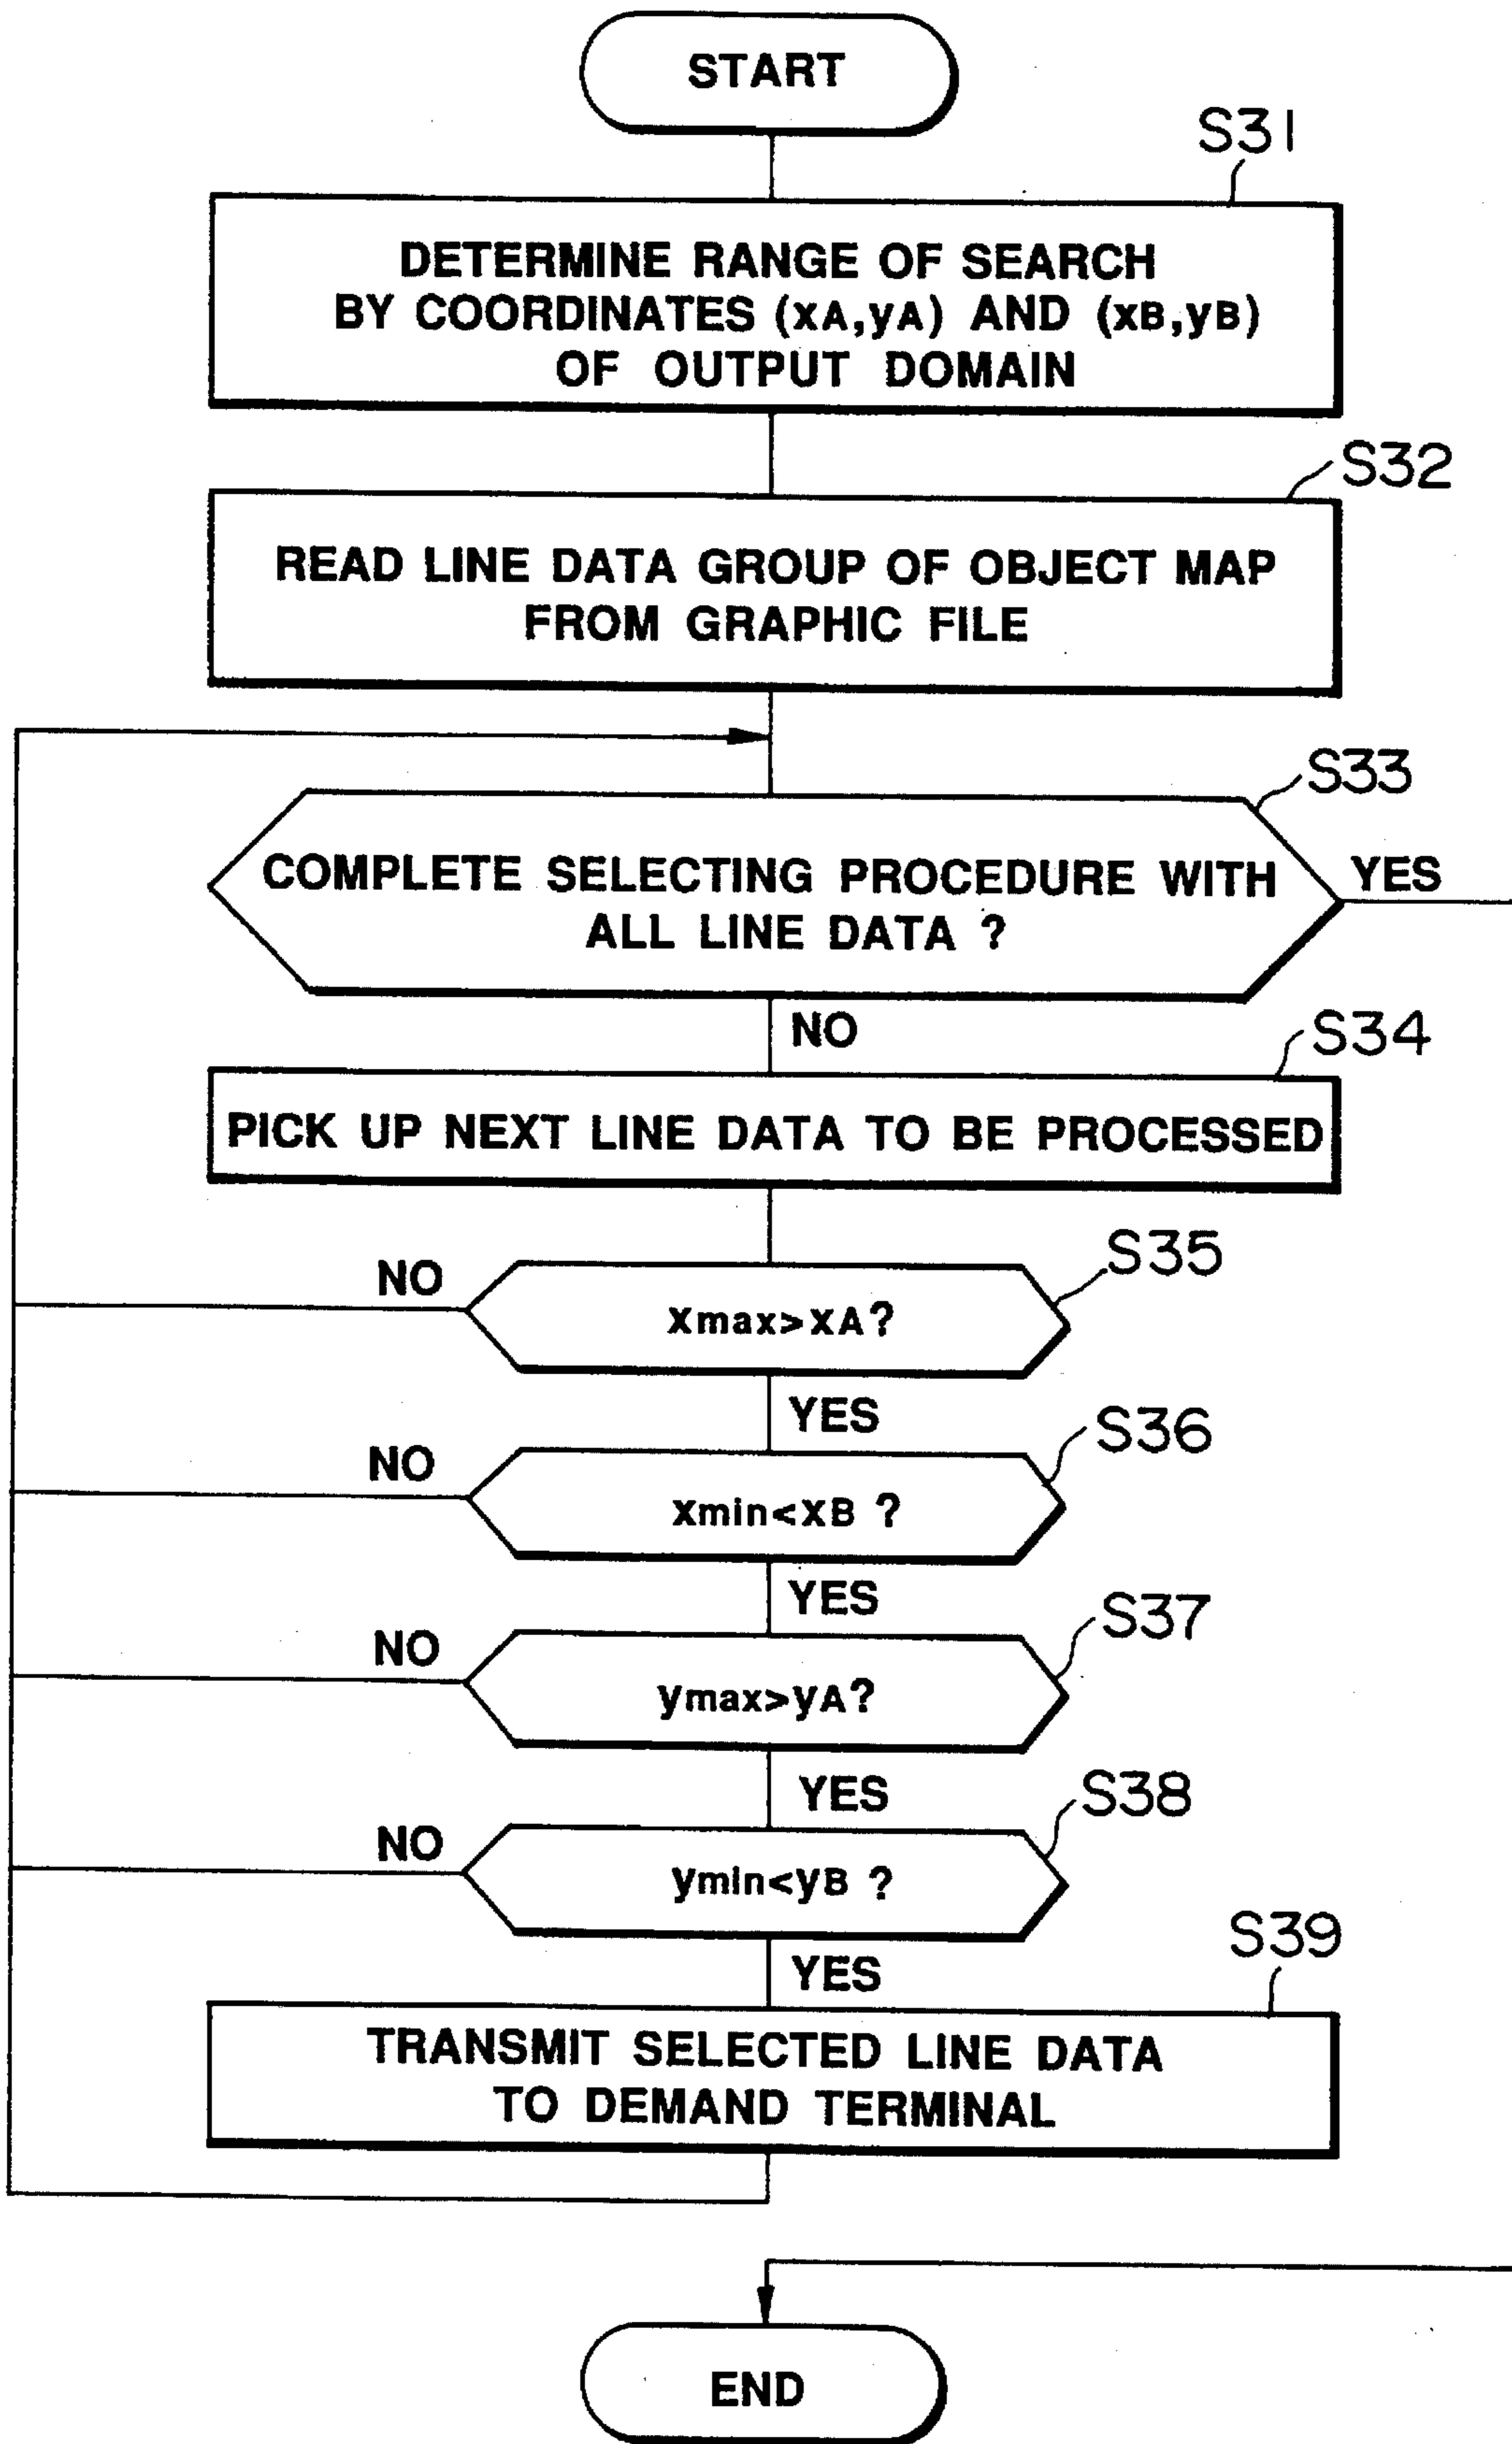 START
S31
DETERMINE RANGE OF SEARCH
BY COORDINATES (xA,yA) AND (xB,yB)
OF OUTPUT DOMAIN
S32
READ LINE DATA GROUP OF OBJECT MAP
FROM GRAPHIC FILE
S33
COMPLETE SELECTING PROCEDURE WITH
ALL LINE DATA ?
YES
NO
S34
PICK UP NEXT LINE DATA TO BE PROCESSED
S35
NO
xmax>xA?
YES
S36
NO
xmin<xB ?
YES
S37
NO
ymax>yA?
YES
S38
NO
ymin<yB ?
YES
S39
TRANSMIT SELECTED LINE DATA
TO DEMAND TERMINAL
END